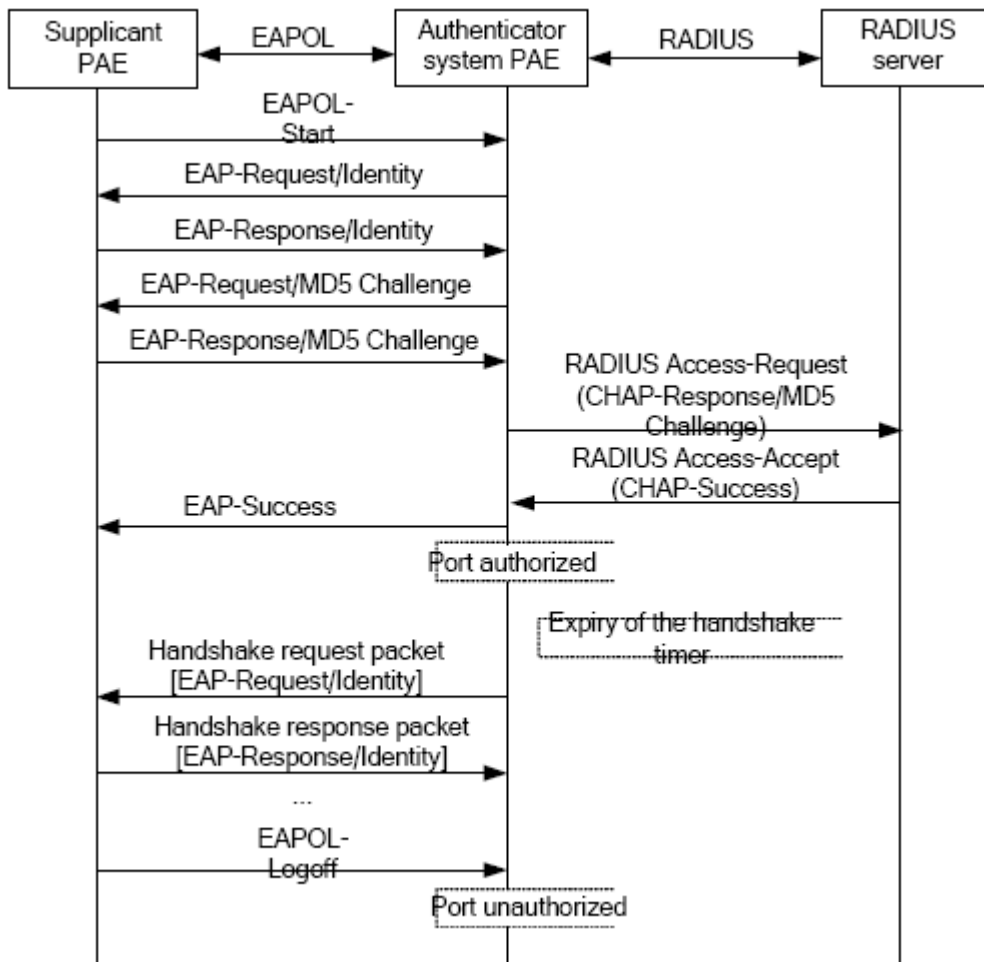 Supplicant
PAE
EAPOL
Authenticator
system PAE
RADIUS
RADIUS
server
EAPOL-
Start
EAP-Request/Identity
EAP-Response/Identity
EAP-Request/MD5 Challenge
EAP-Response/MD5 Challenge
RADIUS Access-Request
(CHAP-Response/MD5
Challenge)
RADIUS Access-Accept
(CHAP-Success)
EAP-Success
Port authorized
Expiry of the handshake
timer
Handshake request packet
[EAP-Request/Identity]
Handshake response packet
[EAP-Response/Identity]
...
EAPOL-
Logoff
Port unauthorized